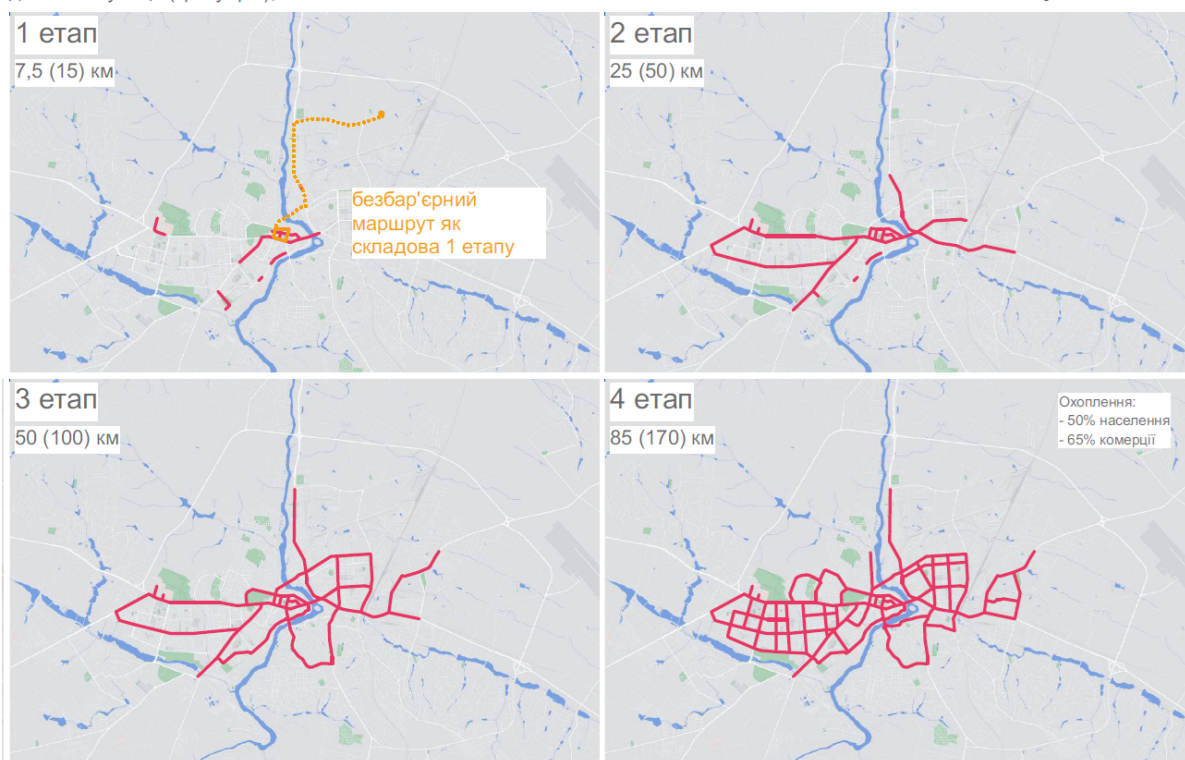 1 етап
7,5 (15) км
безбар'єрний
маршрут як
складова 1 етапу
2 етап
25 (50) км
3 етап
50 (100) км
4 етап
85 (170) км
Охоплення:
- 50% населення
- 65% комерції